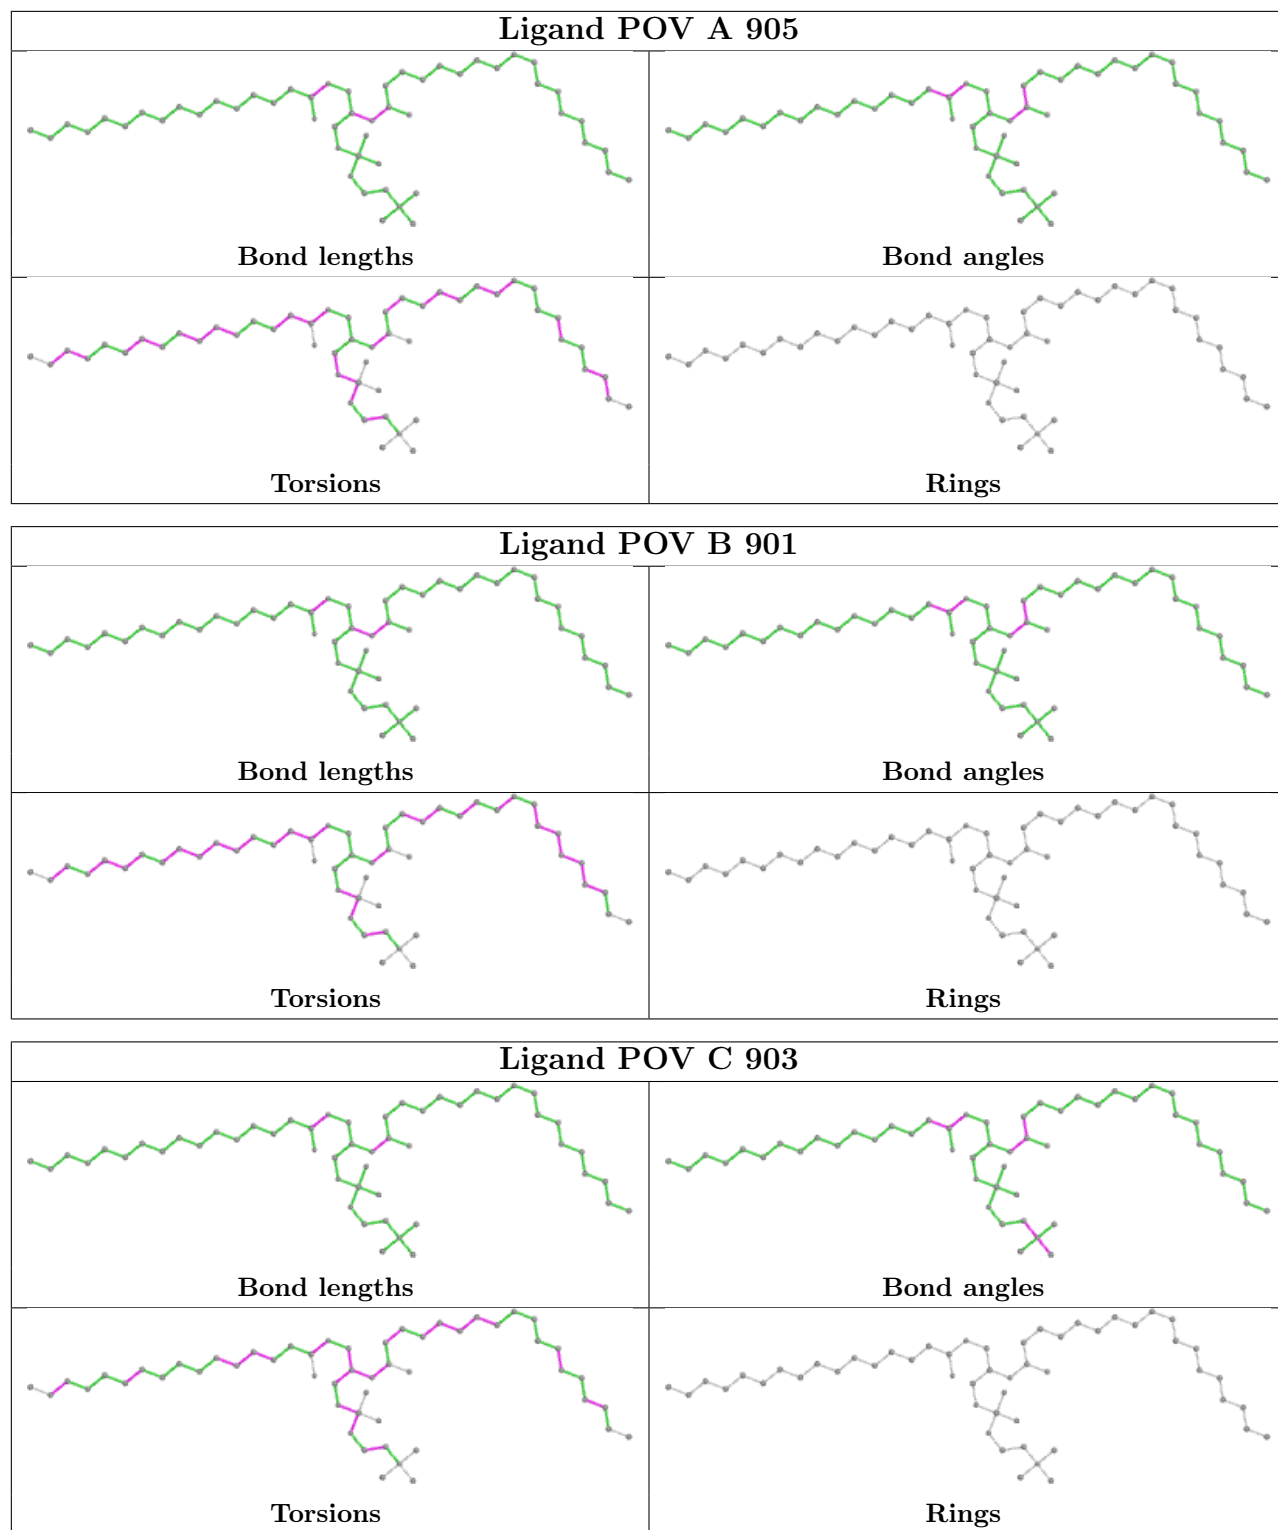 Ligand POV A 905
Bond lengths
Bond angles
Torsions
Rings
Ligand POV B 901
Bond lengths
Bond angles
Torsions
Rings
Ligand POV C 903
Bond lengths
Bond angles
Torsions
Rings